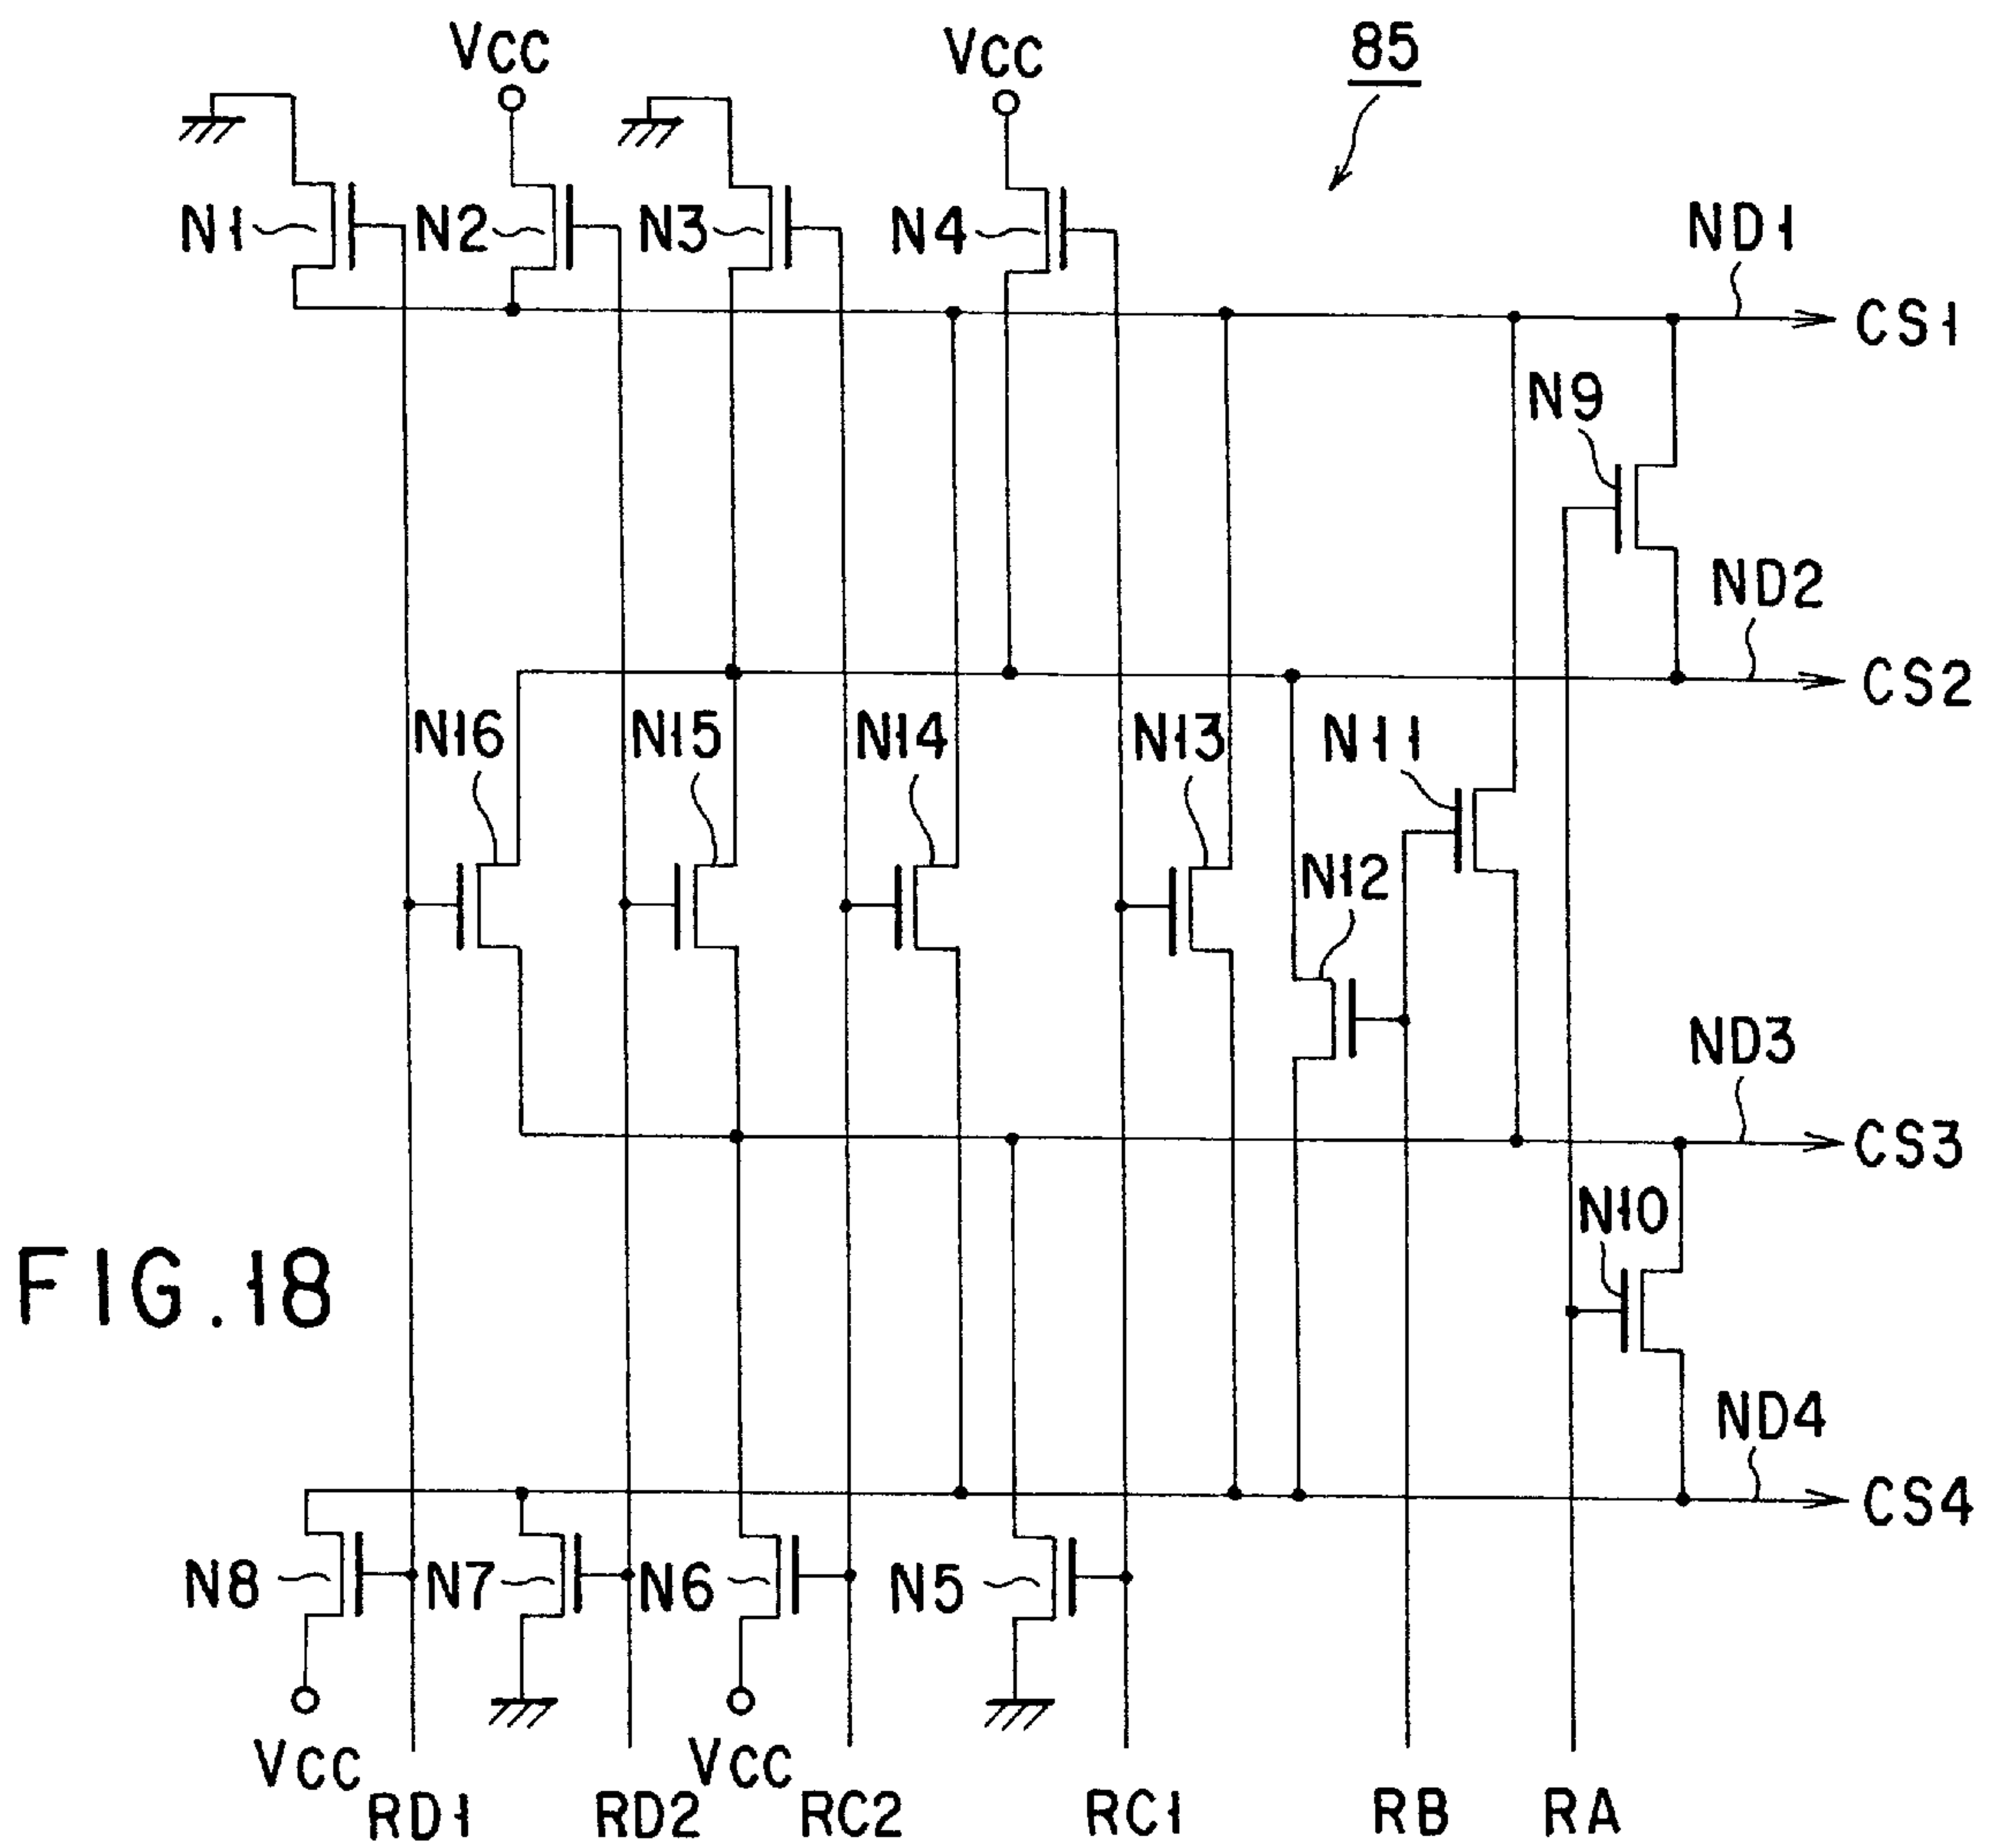 VCC
VCC
85
N1
N2
N3
N4
ND1
CS1
N9
ND2
CS2
N16
N15
N14
N13
N11
N12
ND3
CS3
N10
FIG.18
ND4
CS4
N8
N7
N6
N5
VCC
VCC
RD1
RD2
RC2
RC1
RB
RA